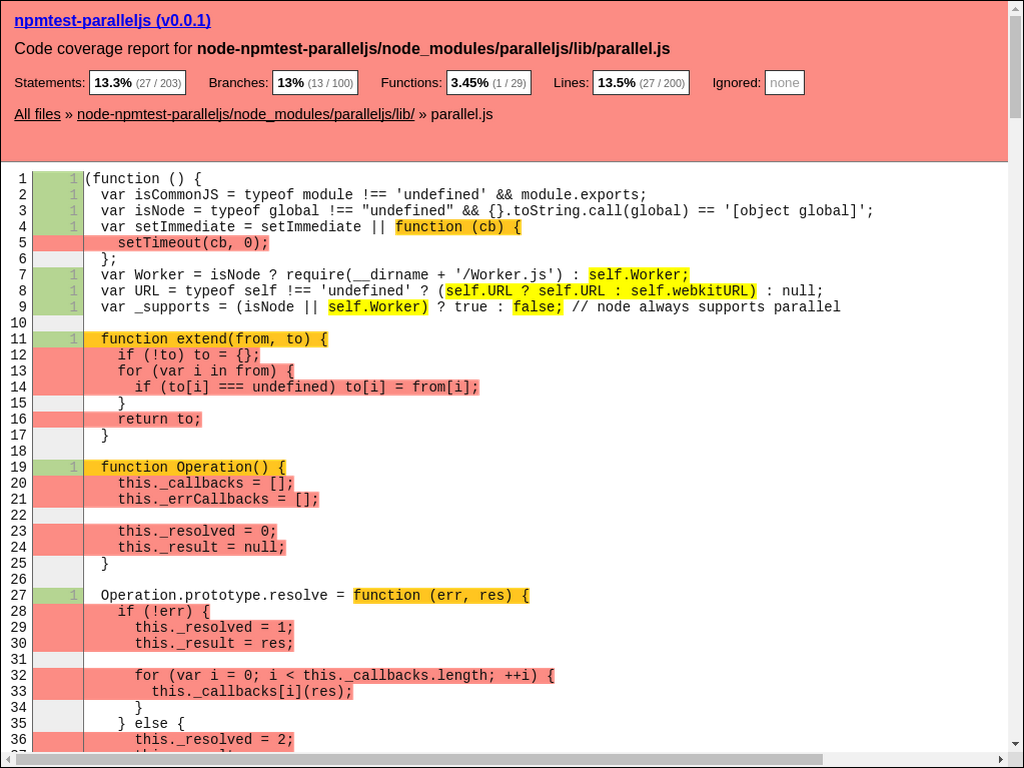 npmtest-paralleljs (v0.0.1)
Code coverage report for node-npmtest-paralleljs/node_modules/paralleljs/lib/parallel.js
Statements: 13.3% (27 / 203) Branches: 13% (13 / 100) Functions: 3.45% (1 / 29) Lines: 13.5% (27 / 200) Ignored: none
All files » node-npmtest-paralleljs/node_modules/paralleljs/lib/ » parallel.js
1 1 (function () {
2 1 var isCommonJS = typeof module !== 'undefined' && module.exports;
3 1 var isNode = typeof global !== "undefined" && {}.toString.call(global) == '[object global]';
4 1 var setImmediate = setImmediate || function (cb) {
5 setTimeout(cb, 0);
6 };
7 1 var Worker = isNode ? require(__dirname + '/Worker.js') : self.Worker;
8 1 var URL = typeof self !== 'undefined' ? (self.URL ? self.URL : self.webkitURL) : null;
9 1 var _supports = (isNode || self.Worker) ? true : false; // node always supports parallel
10
11 1 function extend(from, to) {
12 if (!to) to = {};
13 for (var i in from) {
14 if (to[i] === undefined) to[i] = from[i];
15 }
16 return to;
17 }
18
19 1 function Operation() {
20 this._callbacks = [];
21 this._errCallbacks = [];
22
23 this._resolved = 0;
24 this._result = null;
25 }
26
27 1 Operation.prototype.resolve = function (err, res) {
28 if (!err) {
29 this._resolved = 1;
30 this._result = res;
31
32 for (var i = 0; i < this._callbacks.length; ++i) {
33 this._callbacks[i](res);
34 }
35 } else {
36 this._resolved = 2;